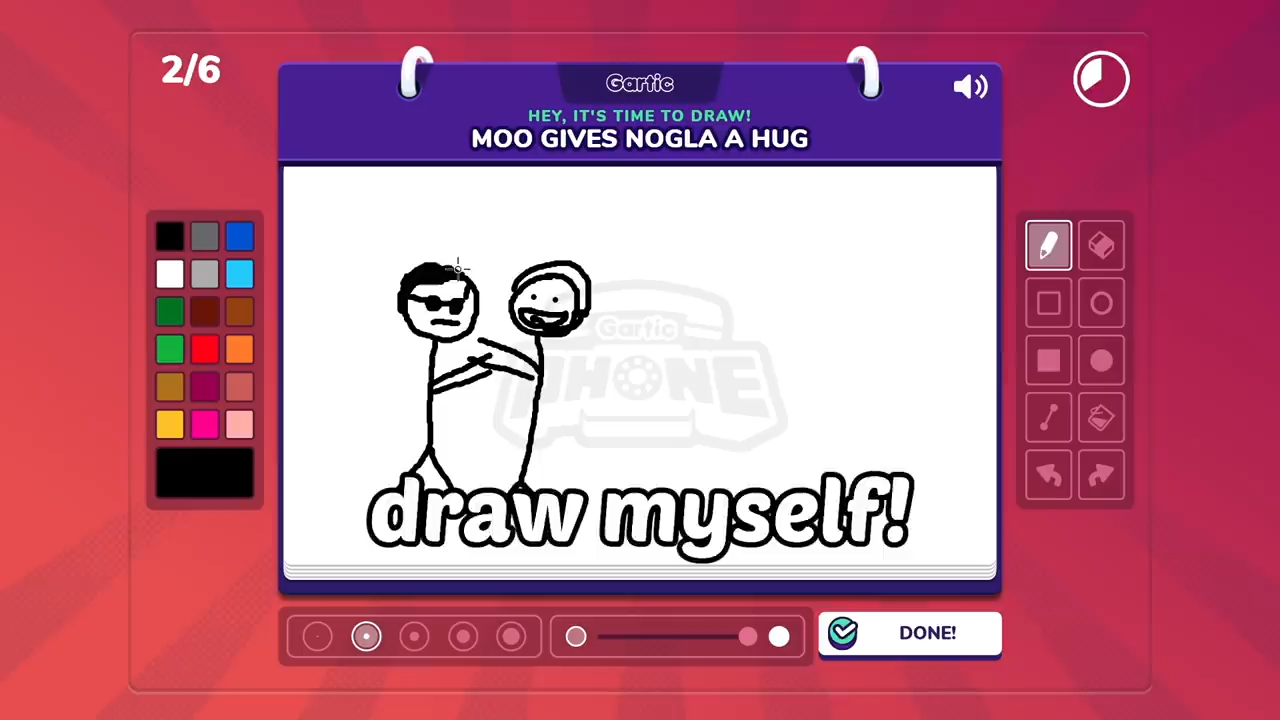 2/6
Gartic
HEY, IT'S TIME TO DRAW!
MOO GIVES NOGLA A HUG
Gartic
PHONE
draw myself!
DONE!